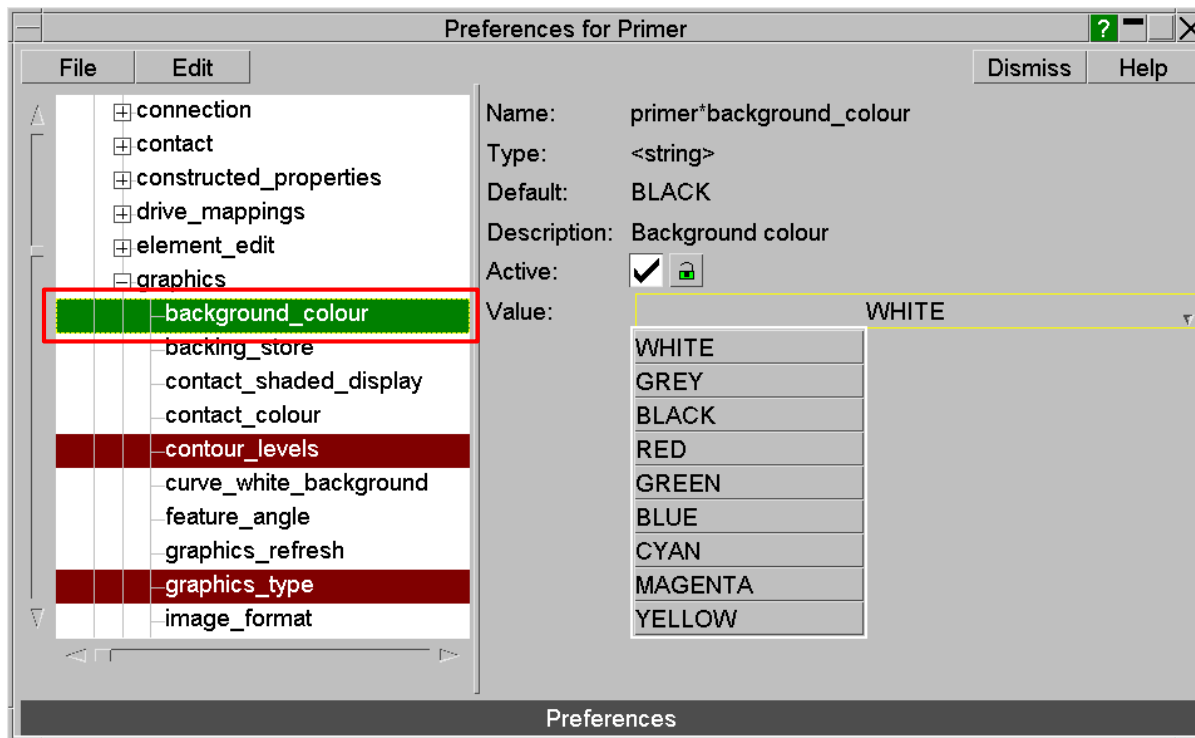 Preferences for Primer
?
File Edit Dismiss Help
connection
contact
constructed_properties
drive_mappings
element_edit
graphics
background_colour
backing_store
contact_shaded_display
contact_colour
contour_levels
curve_white_background
feature_angle
graphics_refresh
graphics_type
image_format
Name: primer*background_colour
Type: <string>
Default: BLACK
Description: Background colour
Active:
Value: WHITE
WHITE
GREY
BLACK
RED
GREEN
BLUE
CYAN
MAGENTA
YELLOW
Preferences